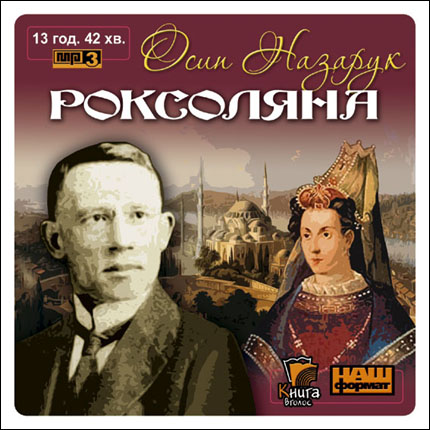 13 год. 42 хв.
mp3
Осип Назарук
РОКСОЛЯНА
Книга
вголос
НАШ
формат